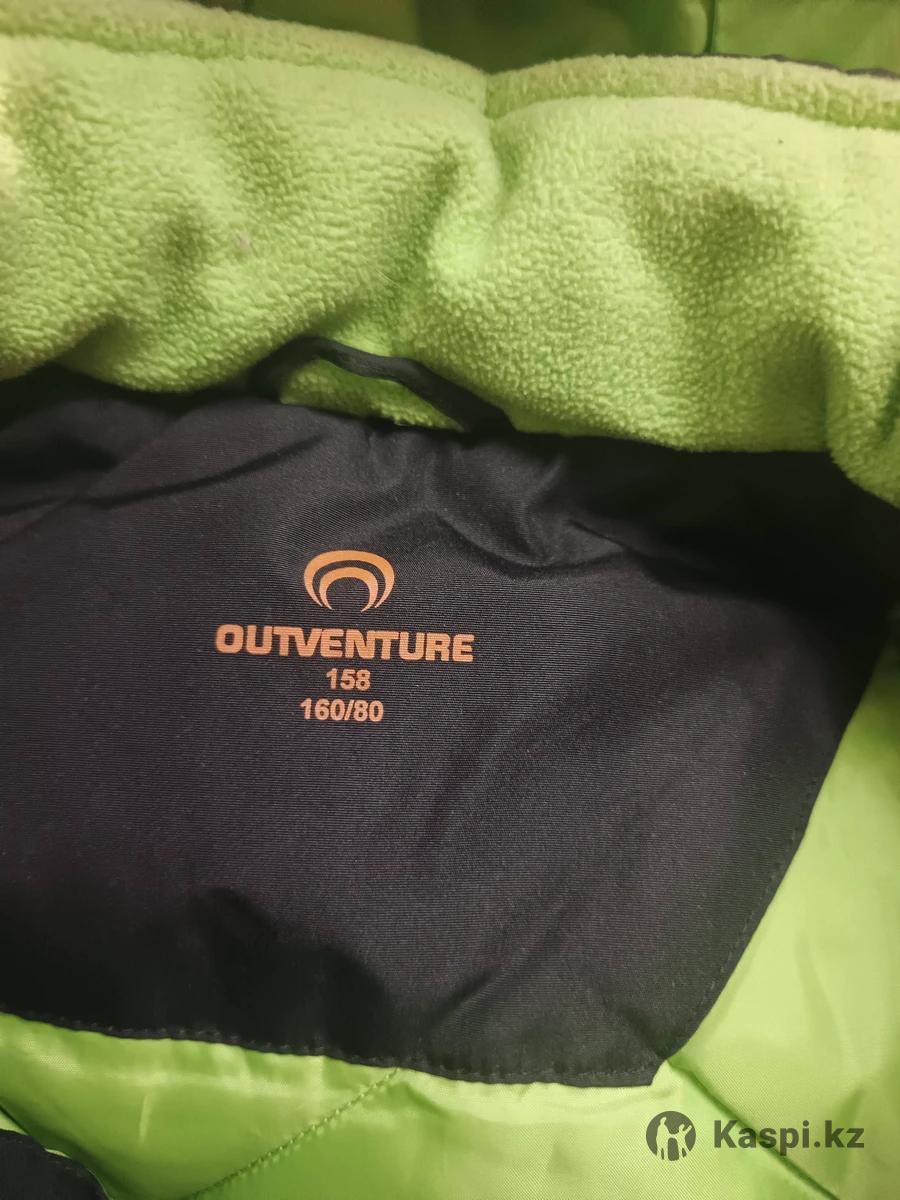 OUTVENTURE
158
160/80
Kaspi.kz